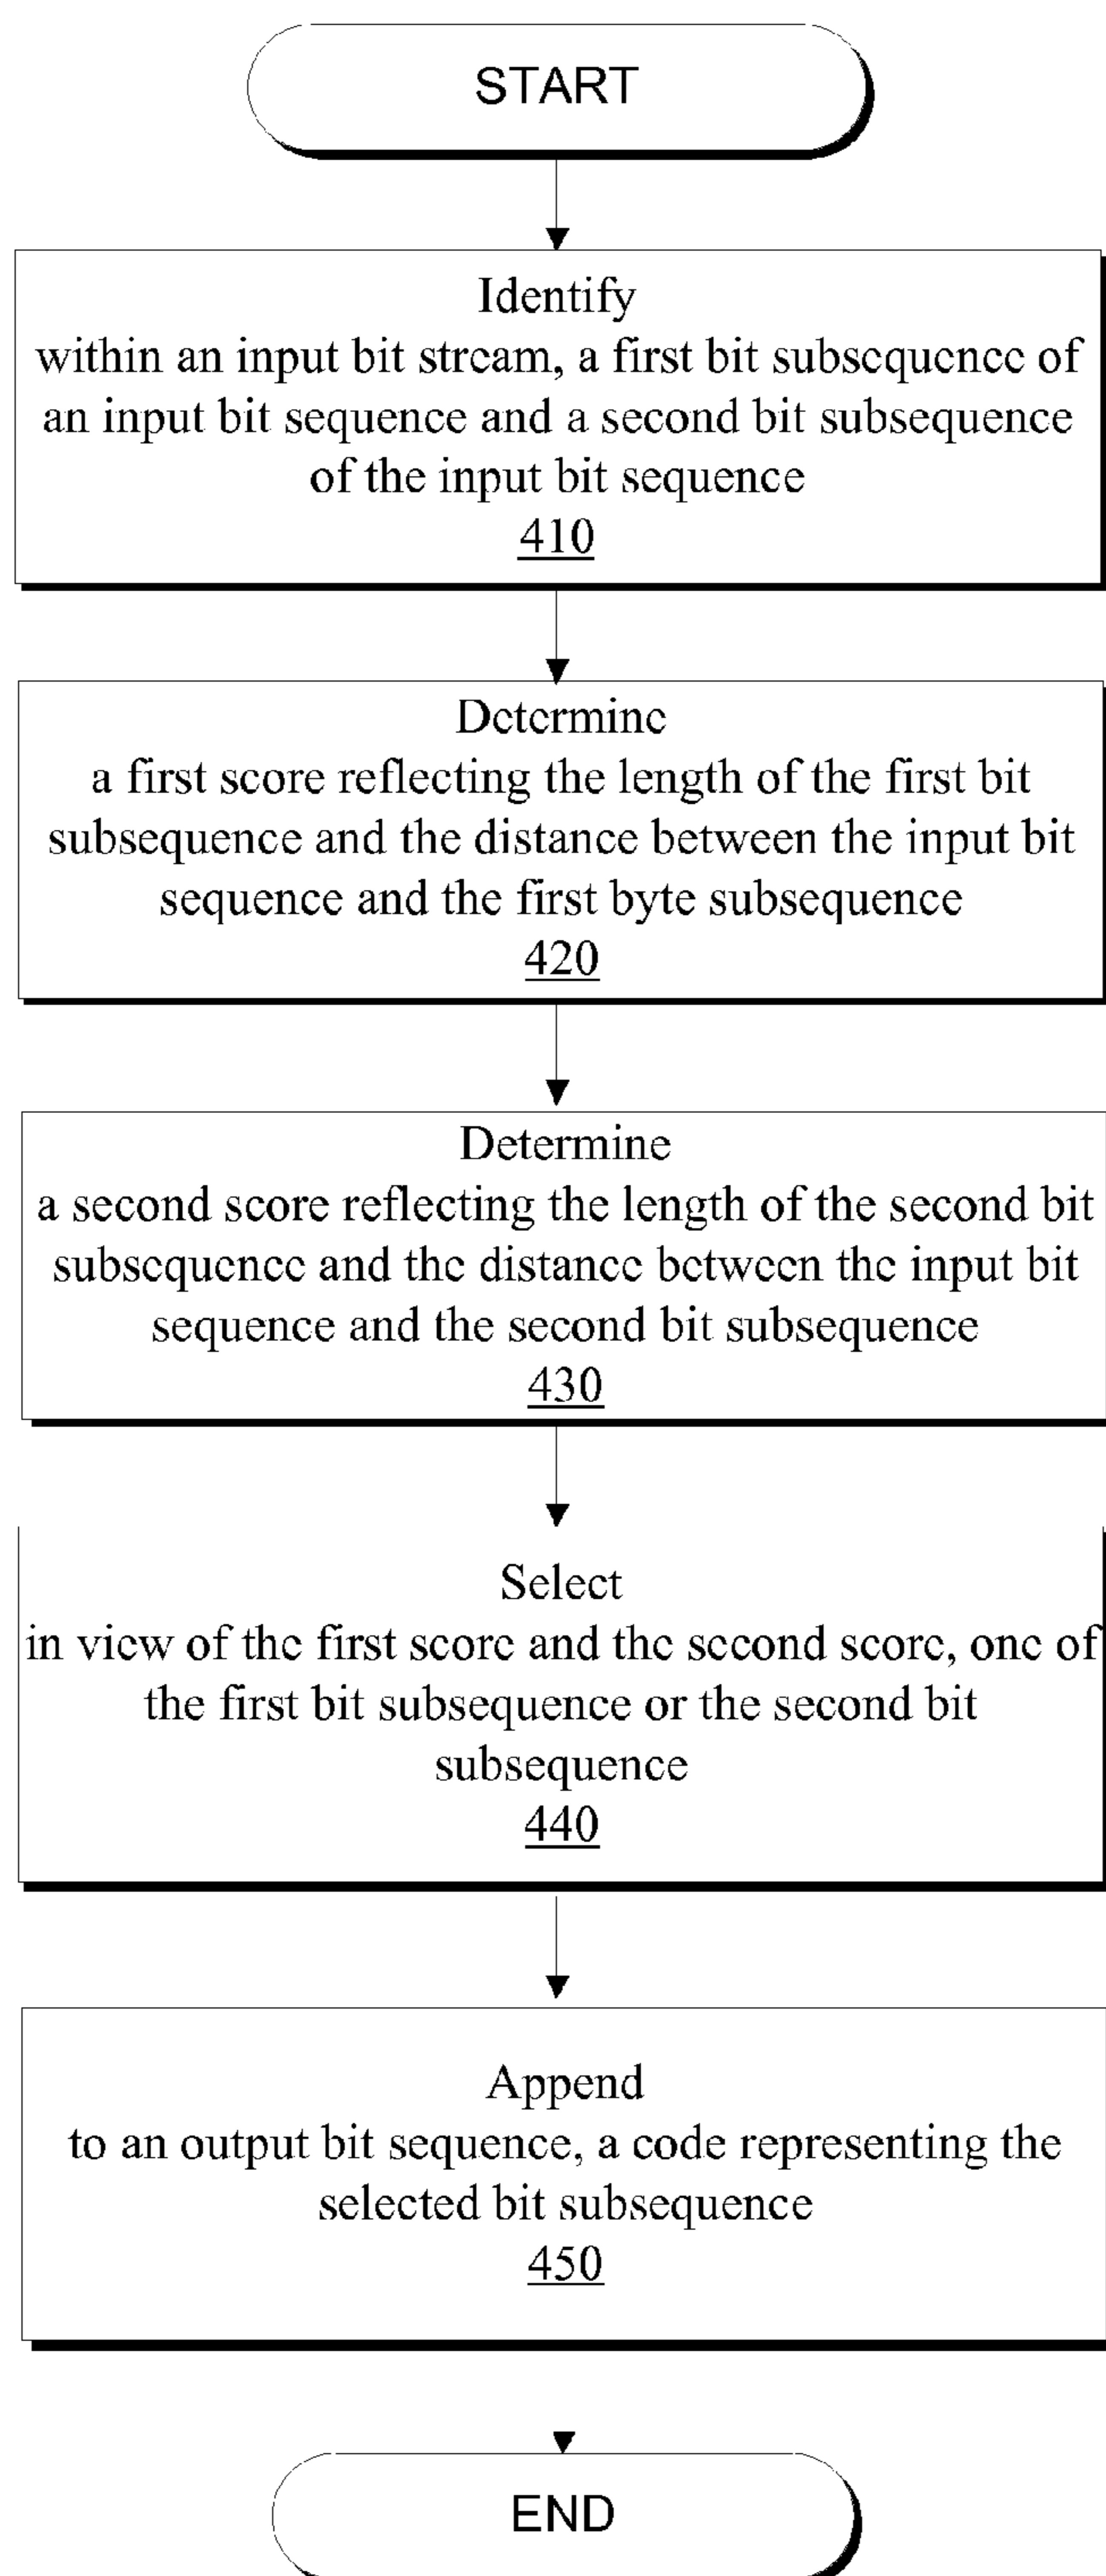 START
Identify
within an input bit stream, a first bit subsequence of
an input bit sequence and a second bit subsequence
of the input bit sequence
410
Determine
a first score reflecting the length of the first bit
subsequence and the distance between the input bit
sequence and the first byte subsequence
420
Determine
a second score reflecting the length of the second bit
subsequence and the distance between the input bit
sequence and the second bit subsequence
430
Select
in view of the first score and the second score, one of
the first bit subsequence or the second bit
subsequence
440
Append
to an output bit sequence, a code representing the
selected bit subsequence
450
END